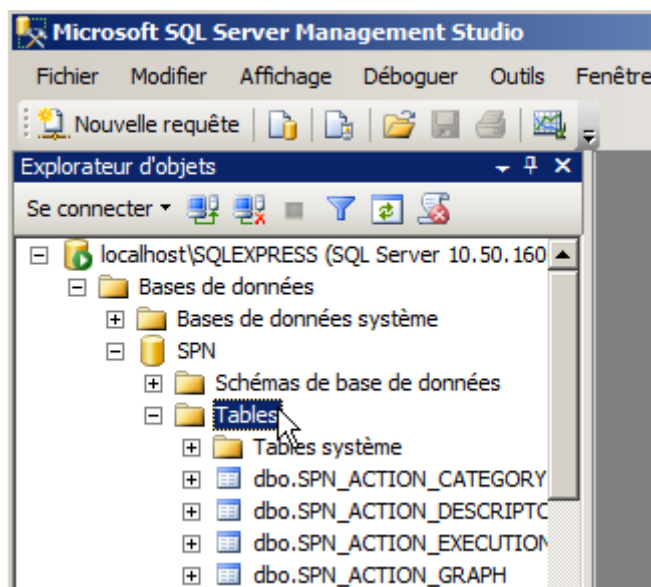 Microsoft SQL Server Management Studio
Fichier Modifier Affichage Déboguer Outils Fenêtre
Nouvelle requête
Explorateur d'objets
Se connecter
localhost\SQLEXPRESS (SQL Server 10.50.160
Bases de données
Bases de données système
SPN
Schémas de base de données
Tables
Tables système
dbo.SPN_ACTION_CATEGORY
dbo.SPN_ACTION_DESCRIPTO
dbo.SPN_ACTION_EXECUTION
dbo.SPN_ACTION_GRAPH